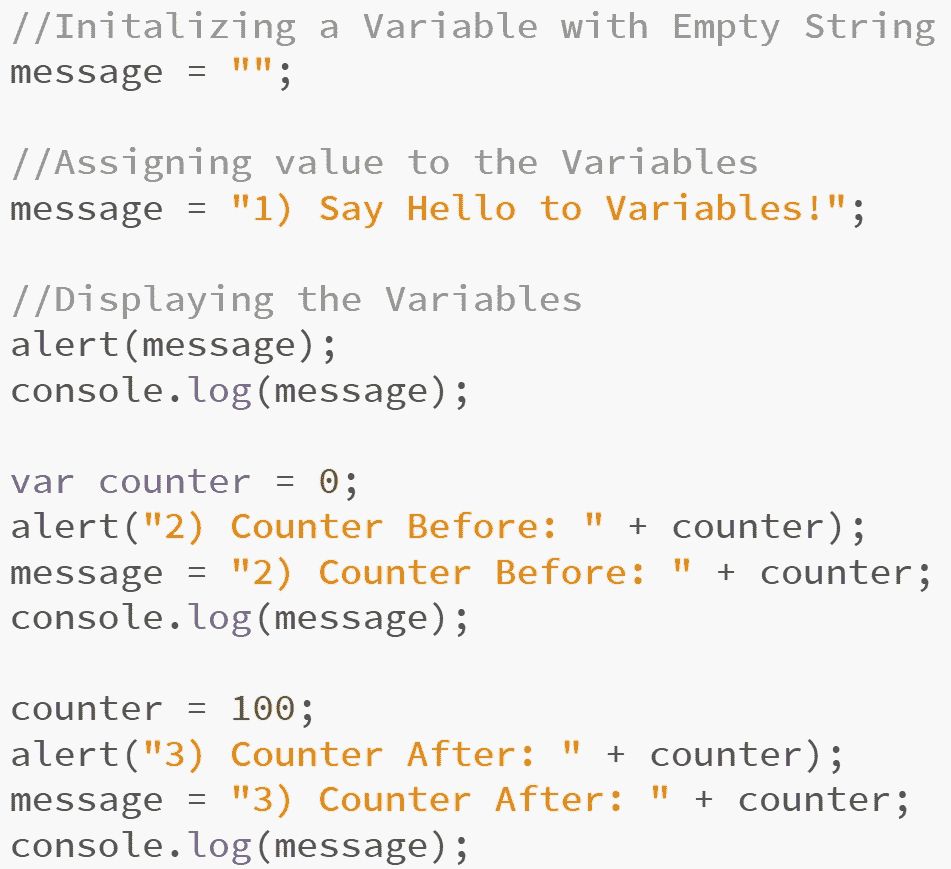 //Initalizing a Variable with Empty String
message = "";
//Assigning value to the Variables
message = "1) Say Hello to Variables!";
//Displaying the Variables
alert(message);
console.log(message);
var counter = 0;
alert("2) Counter Before: " + counter);
message = "2) Counter Before: " + counter;
console.log(message);
counter = 100;
alert("3) Counter After: " + counter);
message = "3) Counter After: " + counter;
console.log(message);